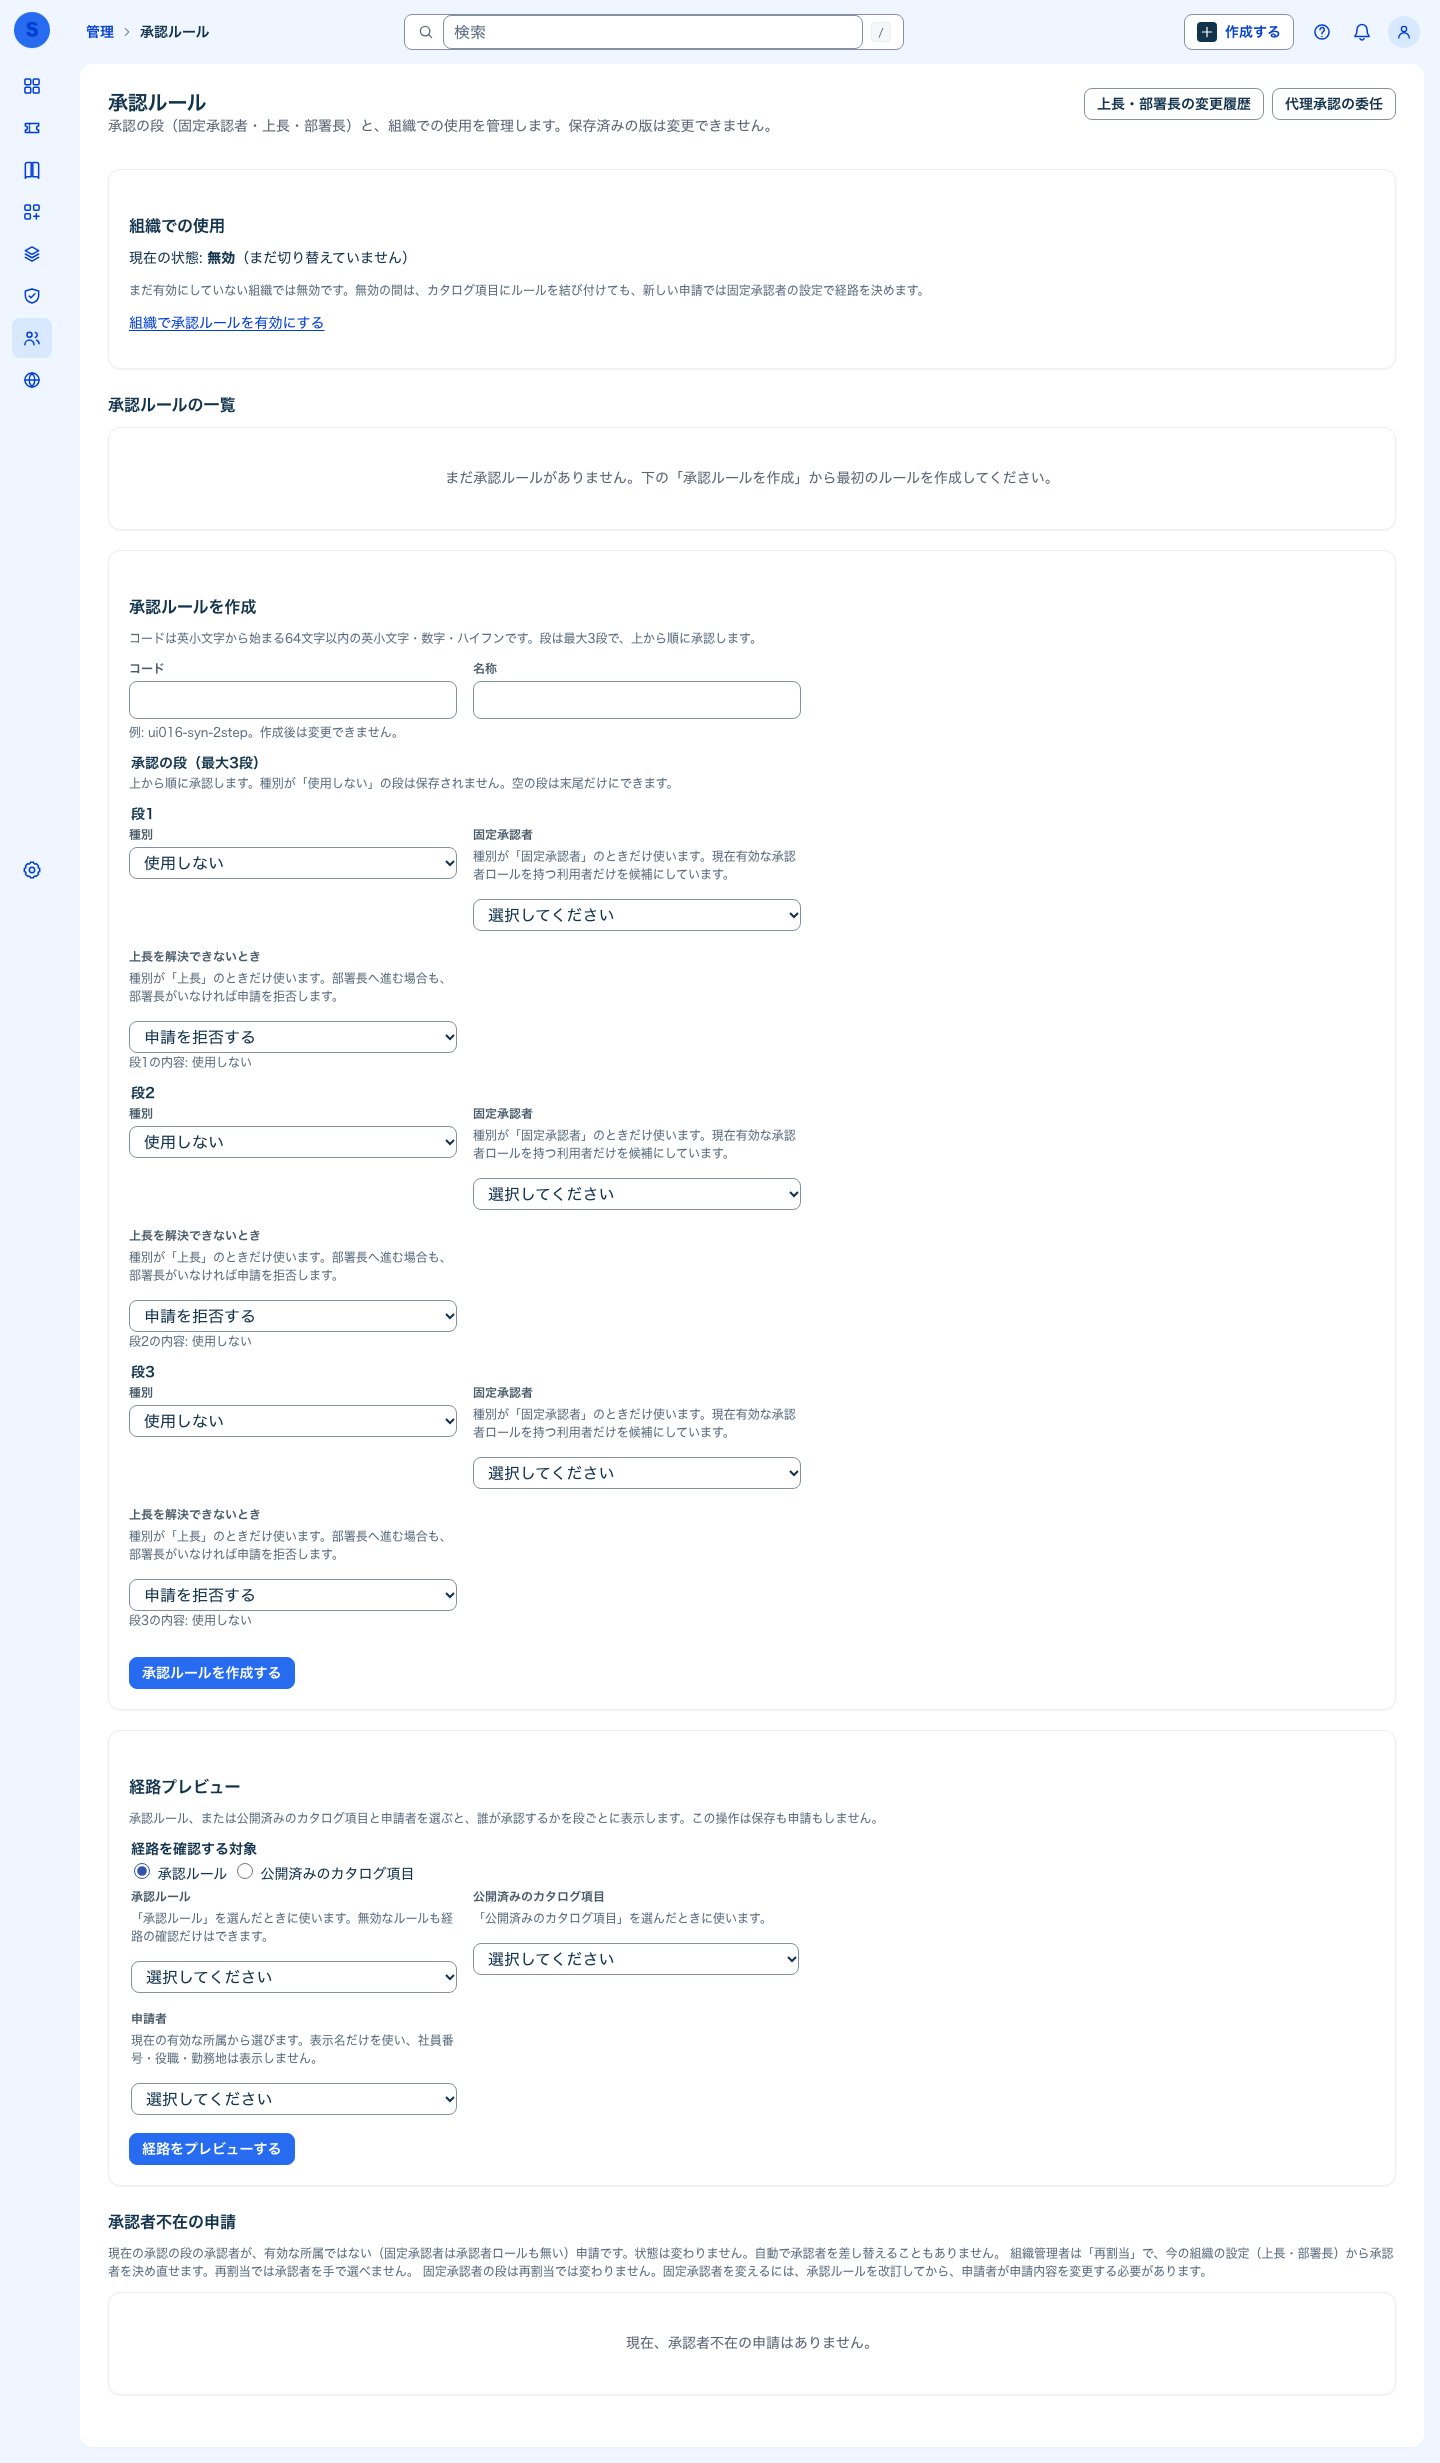 S
管理 > 承認ルール
検索
/
作成する
承認ルール
承認の段（固定承認者・上長・部署長）と、組織での使用を管理します。保存済みの版は変更できません。
上長・部署長の変更履歴
代理承認の委任
組織での使用
現在の状態: 無効（まだ切り替えていません）
まだ有効にしていない組織では無効です。無効の間は、カタログ項目にルールを結び付けても、新しい申請では固定承認者の設定で経路を決めます。
組織で承認ルールを有効にする
承認ルールの一覧
まだ承認ルールがありません。下の「承認ルールを作成」から最初のルールを作成してください。
承認ルールを作成
コードは英小文字から始まる64文字以内の英小文字・数字・ハイフンです。段は最大3段で、上から順に承認します。
コード
名称
例: ui016-syn-2step。作成後は変更できません。
承認の段（最大3段）
上から順に承認します。種別が「使用しない」の段は保存されません。空の段は末尾だけにできます。
段1
種別
使用しない
固定承認者
種別が「固定承認者」のときだけ使います。現在有効な承認
者ロールを持つ利用者だけを候補にしています。
選択してください
上長を解決できないとき
種別が「上長」のときだけ使います。部署長へ進む場合も、
部署長がいなければ申請を拒否します。
申請を拒否する
段1の内容: 使用しない
段2
種別
使用しない
固定承認者
種別が「固定承認者」のときだけ使います。現在有効な承認
者ロールを持つ利用者だけを候補にしています。
選択してください
上長を解決できないとき
種別が「上長」のときだけ使います。部署長へ進む場合も、
部署長がいなければ申請を拒否します。
申請を拒否する
段2の内容: 使用しない
段3
種別
使用しない
固定承認者
種別が「固定承認者」のときだけ使います。現在有効な承認
者ロールを持つ利用者だけを候補にしています。
選択してください
上長を解決できないとき
種別が「上長」のときだけ使います。部署長へ進む場合も、
部署長がいなければ申請を拒否します。
申請を拒否する
段3の内容: 使用しない
承認ルールを作成する
経路プレビュー
承認ルール、または公開済みのカタログ項目と申請者を選ぶと、誰が承認するかを段ごとに表示します。この操作は保存も申請もしません。
経路を確認する対象
承認ルール 公開済みのカタログ項目
承認ルール
「承認ルール」を選んだときに使います。無効なルールも経
路の確認だけはできます。
選択してください
公開済みのカタログ項目
「公開済みのカタログ項目」を選んだときに使います。
選択してください
申請者
現在の有効な所属から選びます。表示名だけを使い、社員番
号・役職・勤務地は表示しません。
選択してください
経路をプレビューする
承認者不在の申請
現在の承認の段の承認者が、有効な所属ではない（固定承認者は承認者ロールも無い）申請です。状態は変わりません。自動で承認者を差し替えることもありません。 組織管理者は「再割当」で、今の組織の設定（上長・部署長）から承認
者を決め直せます。再割当では承認者を手で選べません。 固定承認者の段は再割当では変わりません。固定承認者を変えるには、承認ルールを改訂してから、申請者が申請内容を変更する必要があります。
現在、承認者不在の申請はありません。